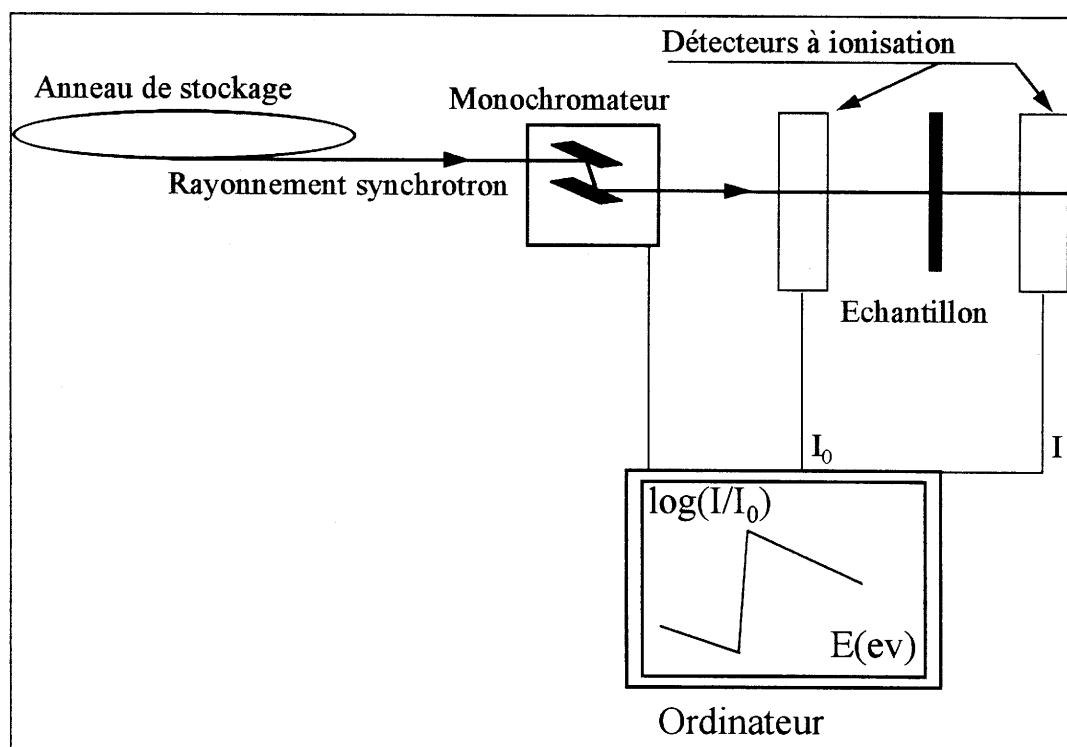 Détecteurs à ionisation
Anneau de stockage
Monochromateur
Rayonnement synchrotron
Echantillon
I₀
I
log(I/I₀)
E(ev)
Ordinateur